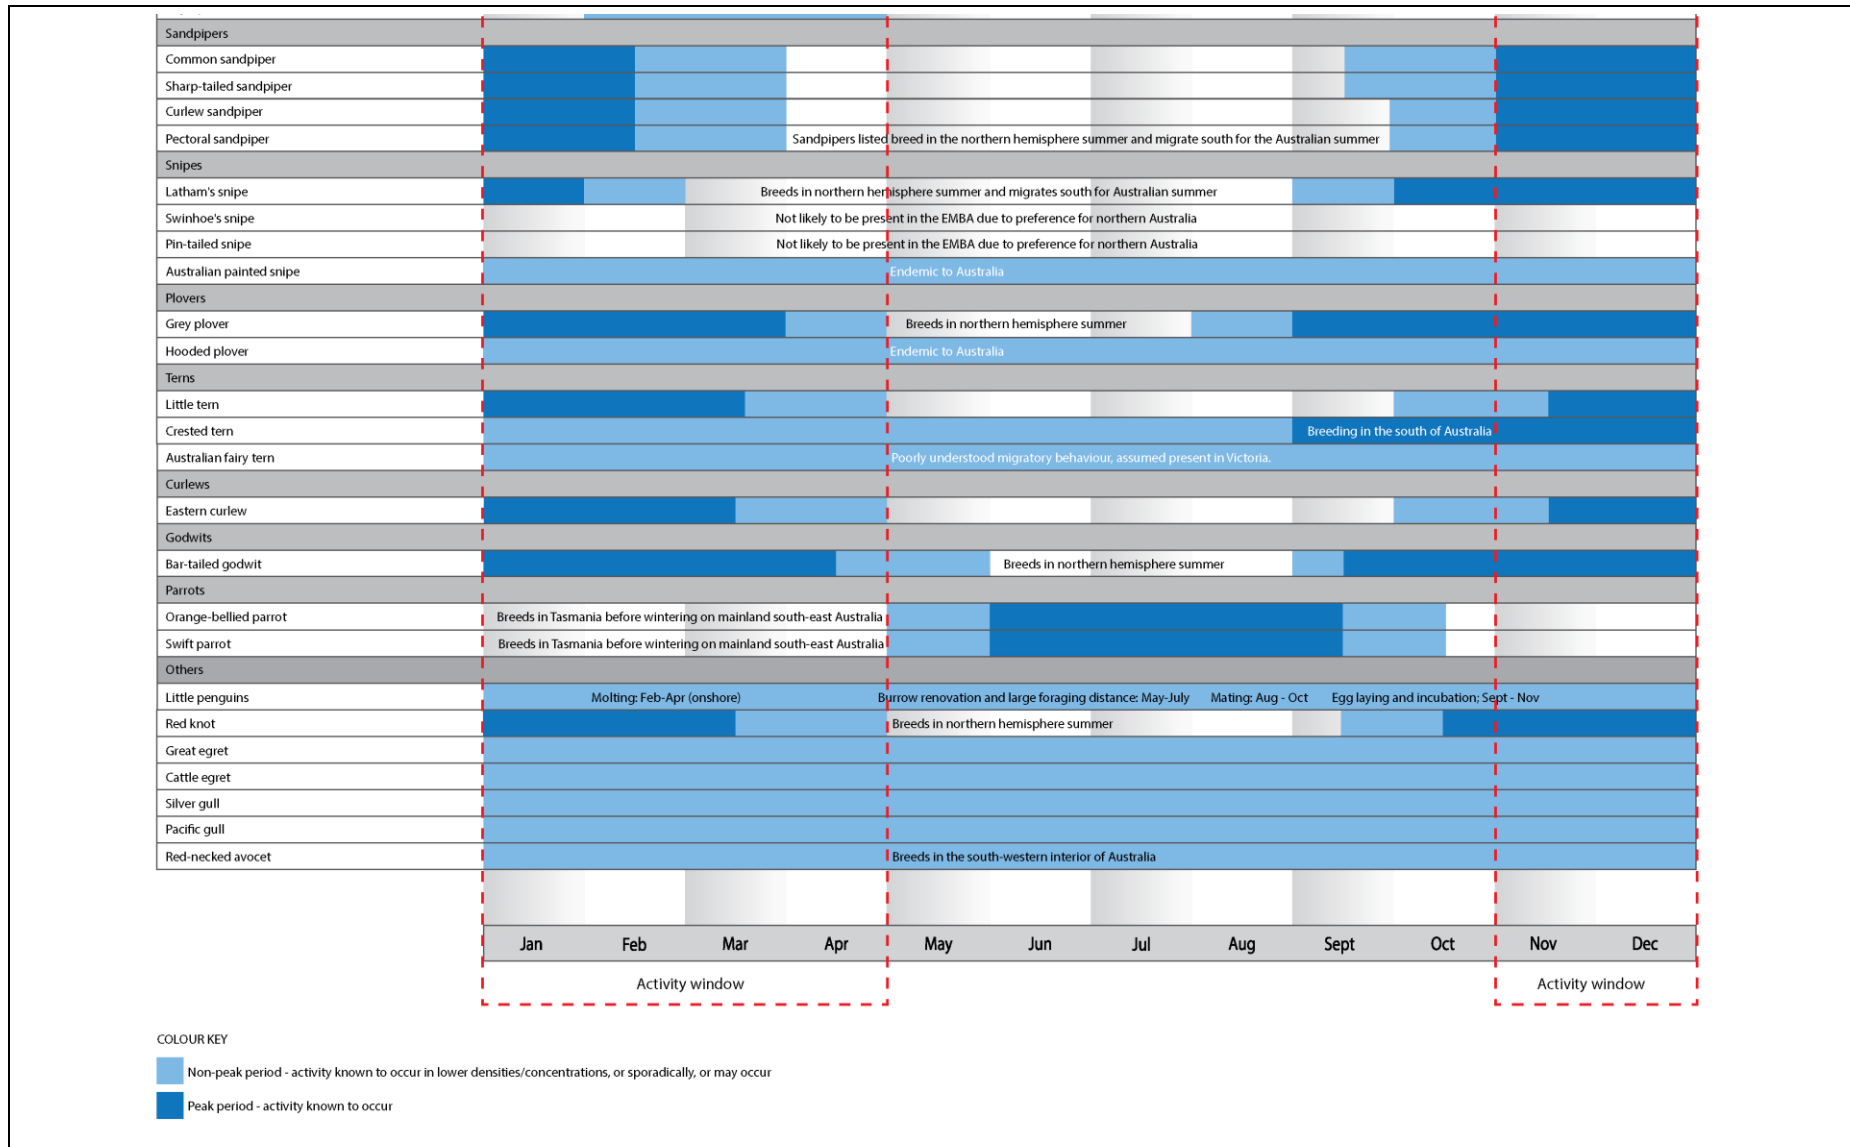 Sandpipers
Common sandpiper
Sharp-tailed sandpiper
Curlew sandpiper
Pectoral sandpiper Sandpipers listed breed in the northern hemisphere summer and migrate south for the Australian summer
Snipes
Latham's snipe Breeds in northern hemisphere summer and migrates south for Australian summer
Swinhoe's snipe Not likely to be present in the EMBA due to preference for northern Australia
Pin-tailed snipe Not likely to be present in the EMBA due to preference for northern Australia
Australian painted snipe Endemic to Australia
Plovers
Grey plover Breeds in northern hemisphere summer
Hooded plover Endemic to Australia
Terns
Little tern
Crested tern Breeding in the south of Australia
Australian fairy tern Poorly understood migratory behaviour, assumed present in Victoria.
Curlews
Eastern curlew
Godwits
Bar-tailed godwit Breeds in northern hemisphere summer
Parrots
Orange-bellied parrot Breeds in Tasmania before wintering on mainland south-east Australia
Swift parrot Breeds in Tasmania before wintering on mainland south-east Australia
Others
Little penguins Molting: Feb-Apr (onshore) Burrow renovation and large foraging distance: May-July Mating: Aug - Oct Egg laying and incubation; Sept - Nov
Red knot Breeds in northern hemisphere summer
Great egret
Cattle egret
Silver gull
Pacific gull
Red-necked avocet Breeds in the south-western interior of Australia
Jan Feb Mar Apr May Jun Jul Aug Sept Oct Nov Dec
Activity window Activity window
COLOUR KEY
Non-peak period - activity known to occur in lower densities/concentrations, or sporadically, or may occur
Peak period - activity known to occur